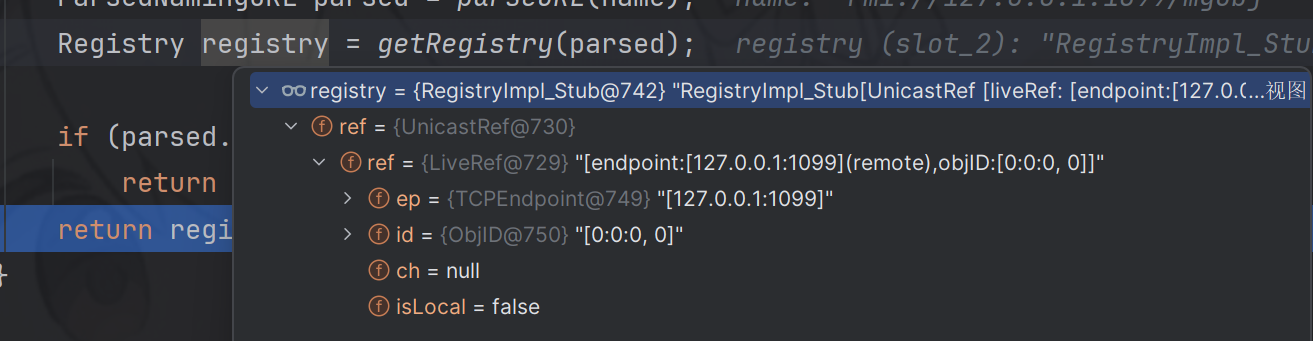 ParsedNamingURL parsed = parseURL(name);  name: "rmi://127.0.0.1:1099/myobj"
Registry registry = getRegistry(parsed);  registry (slot_2): "RegistryImpl_Stu
registry = {RegistryImpl_Stub@742} "RegistryImpl_Stub[UnicastRef [liveRef: [endpoint:[127.0.0...视图
ref = {UnicastRef@730}
if (parsed.
ref = {LiveRef@729} "[endpoint:[127.0.0.1:1099](remote),objID:[0:0:0, 0]]"
return
ep = {TCPEndpoint@749} "[127.0.0.1:1099]"
return regi
id = {ObjID@750} "[0:0:0, 0]"
}
ch = null
isLocal = false